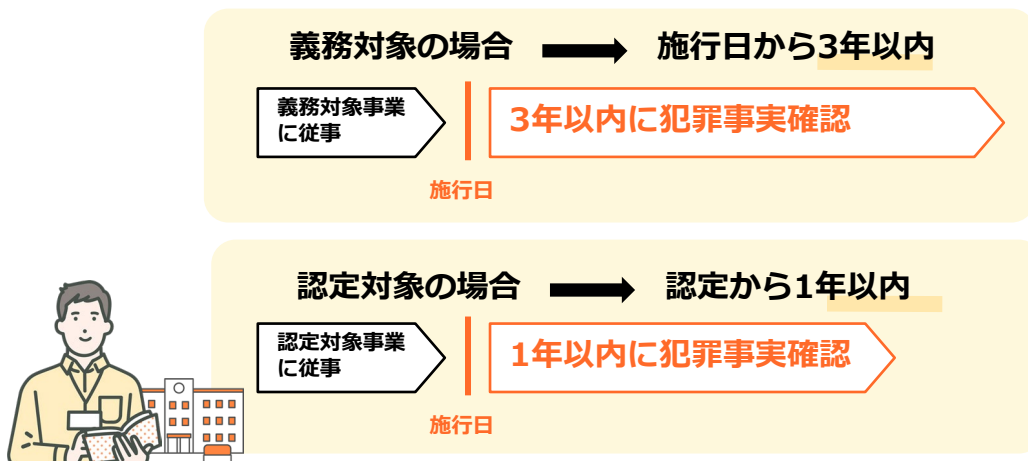 義務対象の場合 施行日から3年以内
義務対象事業
に従事
3年以内に犯罪事実確認
施行日
認定対象の場合 認定から1年以内
認定対象事業
に従事
1年以内に犯罪事実確認
施行日